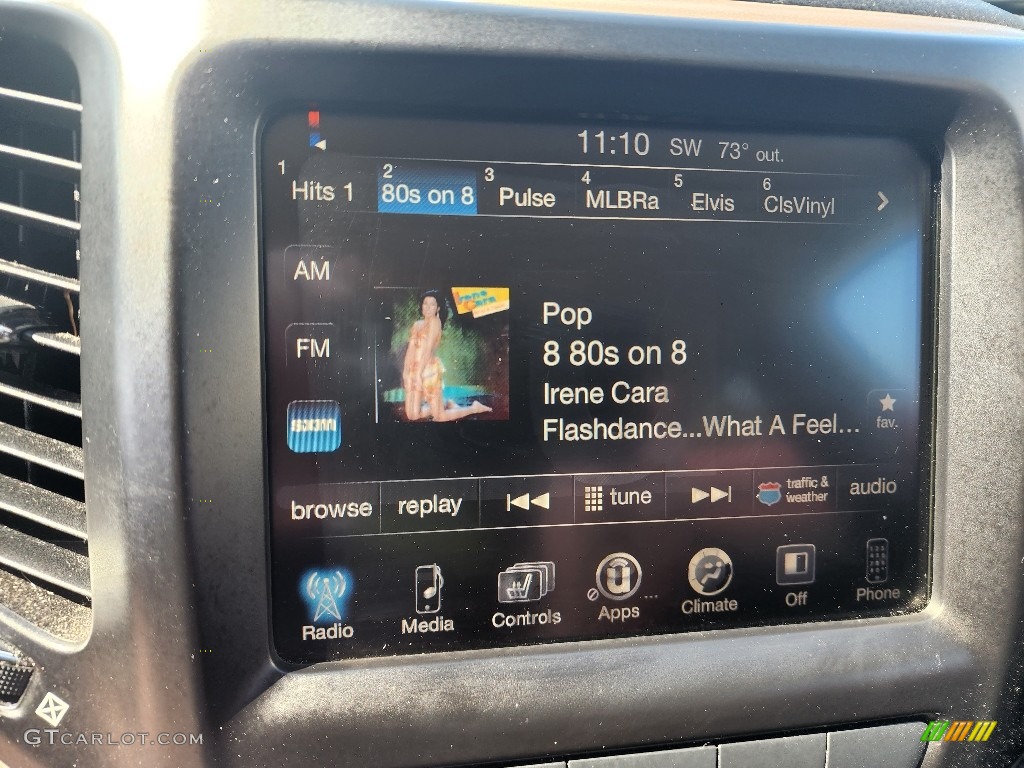 11:10 SW 73° out.
1 Hits 1 2 80s on 8 3 Pulse 4 MLBRa 5 Elvis 6 ClsVinyl >
AM
FM
Irene Cara
Pop
8 80s on 8
Irene Cara
Flashdance...What A Feel...
fav.
browse replay tune traffic & weather audio
Radio Media Controls Apps ... Climate Off Phone
GTCARLOT.COM